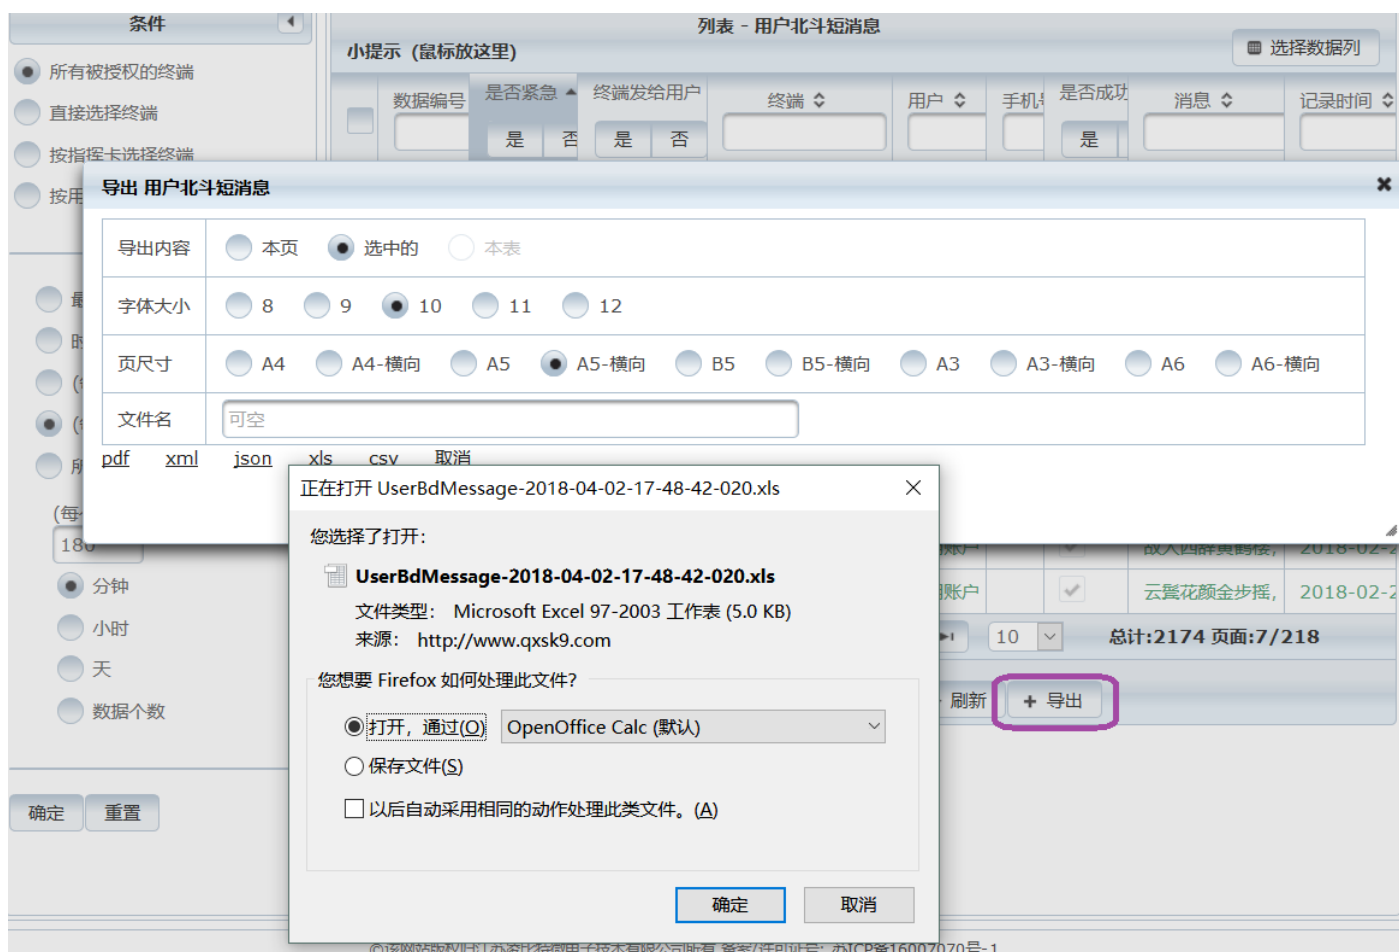 条件
列表 - 用户北斗短消息
小提示 (鼠标放这里)
选择数据列
所有被授权的终端
直接选择终端
按指挥卡选择终端
按用
数据编号
是否紧急
是 否
终端发给用户
是 否
终端
用户
手机
是否成功
是
消息
记录时间
导出 用户北斗短消息
导出内容 本页 选中的 本表
字体大小 8 9 10 11 12
页尺寸 A4 A4-横向 A5 A5-横向 B5 B5-横向 A3 A3-横向 A6 A6-横向
文件名 可空
pdf xml json xls csv 取消
正在打开 UserBdMessage-2018-04-02-17-48-42-020.xls
您选择了打开:
UserBdMessage-2018-04-02-17-48-42-020.xls
文件类型: Microsoft Excel 97-2003 工作表 (5.0 KB)
来源: http://www.qxsk9.com
您想要 Firefox 如何处理此文件?
打开，通过(O) OpenOffice Calc (默认)
保存文件(S)
以后自动采用相同的动作处理此类文件。(A)
确定 取消
(每
180
分钟
小时
天
数据个数
确定 重置
账户 故人西辞黄鹤楼, 2018-02-2
账户 云鬓花颜金步摇, 2018-02-2
10 总计:2174 页面:7/218
刷新 + 导出